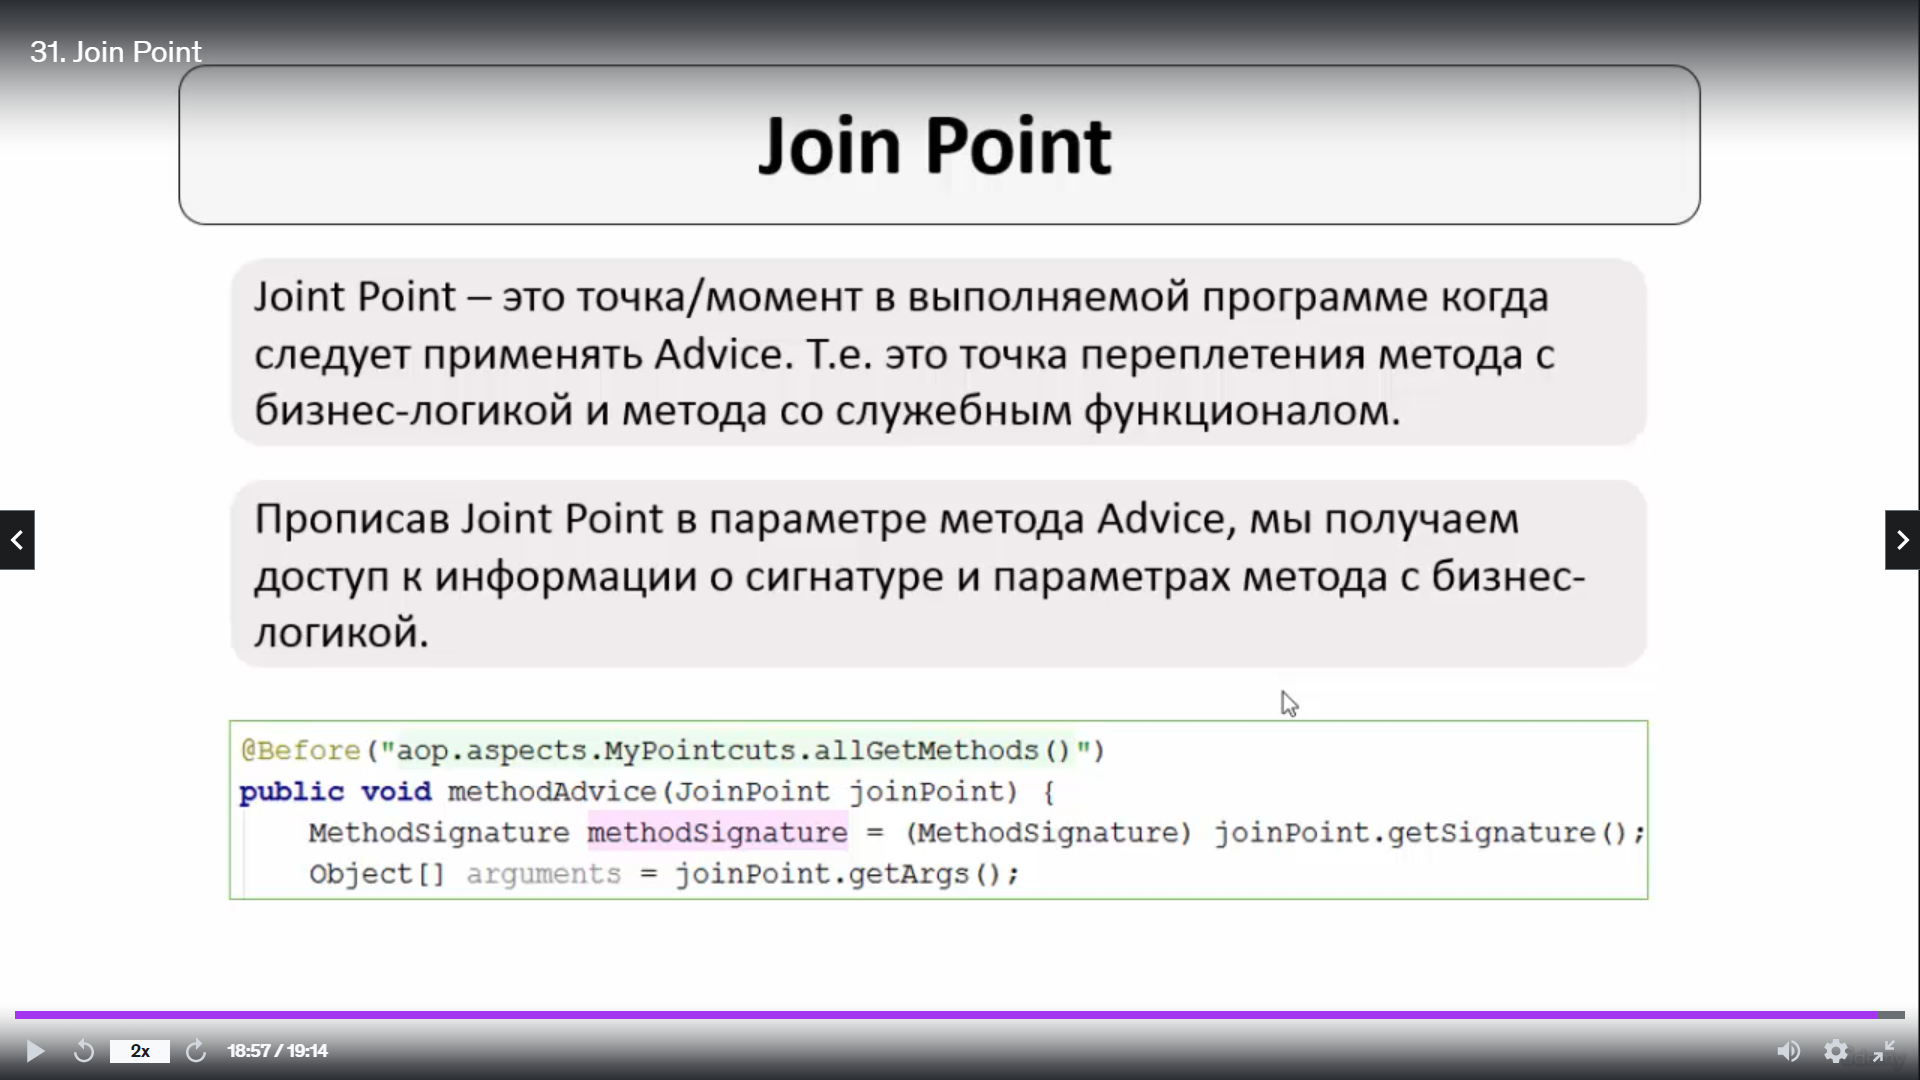 31. Join Point
Join Point
Joint Point – это точка/момент в выполняемой программе когда
следует применять Advice. Т.е. это точка переплетения метода с
бизнес-логикой и метода со служебным функционалом.
Прописав Joint Point в параметре метода Advice, мы получаем
доступ к информации о сигнатуре и параметрах метода с бизнес-
логикой.
@Before("aop.aspects.MyPointcuts.allGetMethods()")
public void methodAdvice(JoinPoint joinPoint) {
MethodSignature methodSignature = (MethodSignature) joinPoint.getSignature();
Object[] arguments = joinPoint.getArgs();
2x
18:57 / 19:14